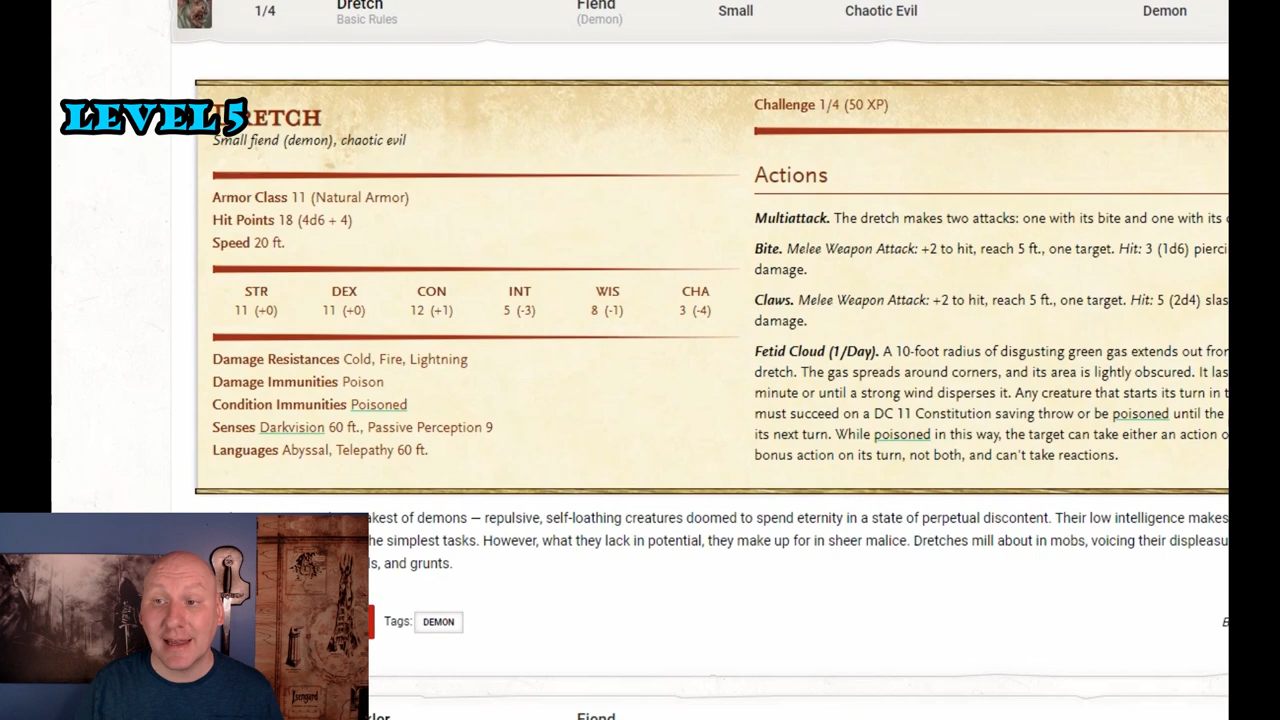 Dretch
1/4
Fiend
Small
Chaotic Evil
Demon
Basic Rules
(Demon)
LEVEL 5
RETCH
Small fiend (demon), chaotic evil
Armor Class 11 (Natural Armor)
Hit Points 18 (4d6 + 4)
Speed 20 ft.
STR DEX CON INT WIS CHA
11 (+0) 11 (+0) 12 (+1) 5 (-3) 8 (-1) 3 (-4)
Damage Resistances Cold, Fire, Lightning
Damage Immunities Poison
Condition Immunities Poisoned
Senses Darkvision 60 ft., Passive Perception 9
Languages Abyssal, Telepathy 60 ft.
Challenge 1/4 (50 XP)
Actions
Multiattack. The dretch makes two attacks: one with its bite and one with its
Bite. Melee Weapon Attack: +2 to hit, reach 5 ft., one target. Hit: 3 (1d6) pierci
damage.
Claws. Melee Weapon Attack: +2 to hit, reach 5 ft., one target. Hit: 5 (2d4) slas
damage.
Fetid Cloud (1/Day). A 10-foot radius of disgusting green gas extends out fror
dretch. The gas spreads around corners, and its area is lightly obscured. It las
minute or until a strong wind disperses it. Any creature that starts its turn in t
must succeed on a DC 11 Constitution saving throw or be poisoned until the
its next turn. While poisoned in this way, the target can take either an action o
bonus action on its turn, not both, and can't take reactions.
akest of demons — repulsive, self-loathing creatures doomed to spend eternity in a state of perpetual discontent. Their low intelligence makes
he simplest tasks. However, what they lack in potential, they make up for in sheer malice. Dretches mill about in mobs, voicing their displeasu
ls, and grunts.
Tags: DEMON
Isengard
Fiend